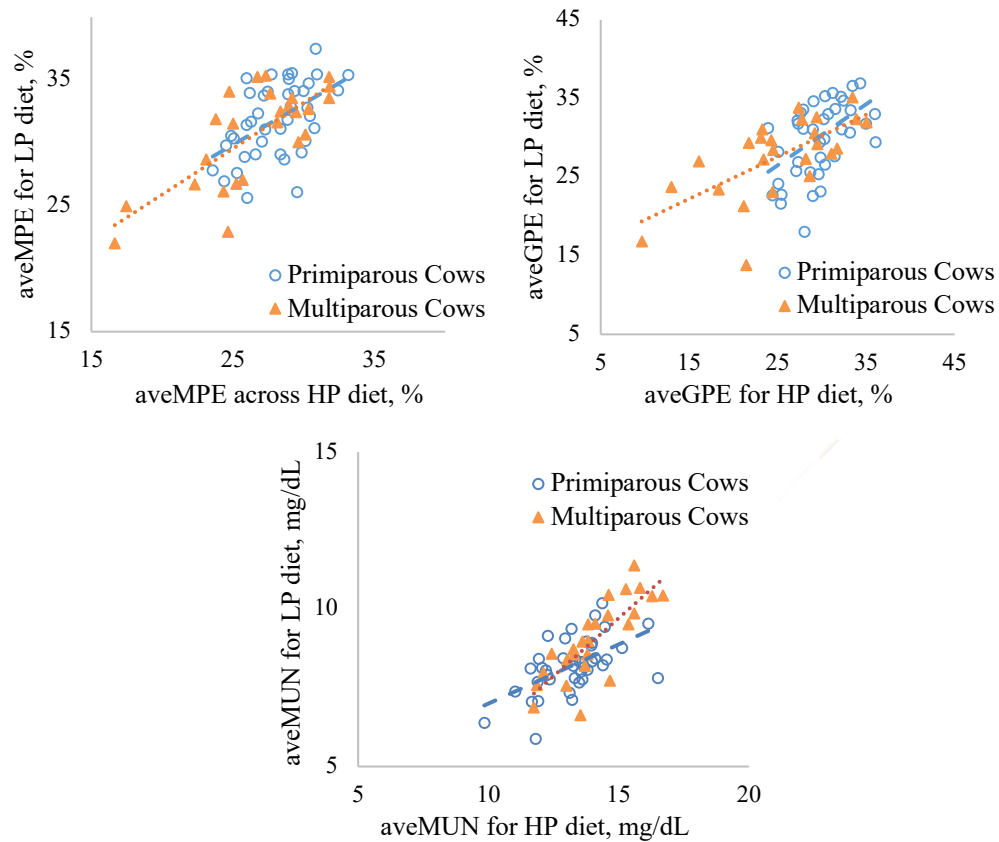 aveMPE for LP diet, %
35
25
15
15
25
35
Primiparous Cows
Multiparous Cows
aveMPE across HP diet, %
aveGPE for LP diet, %
45
35
25
15
5
5
15
25
35
45
Primiparous Cows
Multiparous Cows
aveGPE for HP diet, %
aveMUN for LP diet, mg/dL
15
10
5
5
10
15
20
Primiparous Cows
Multiparous Cows
aveMUN for HP diet, mg/dL